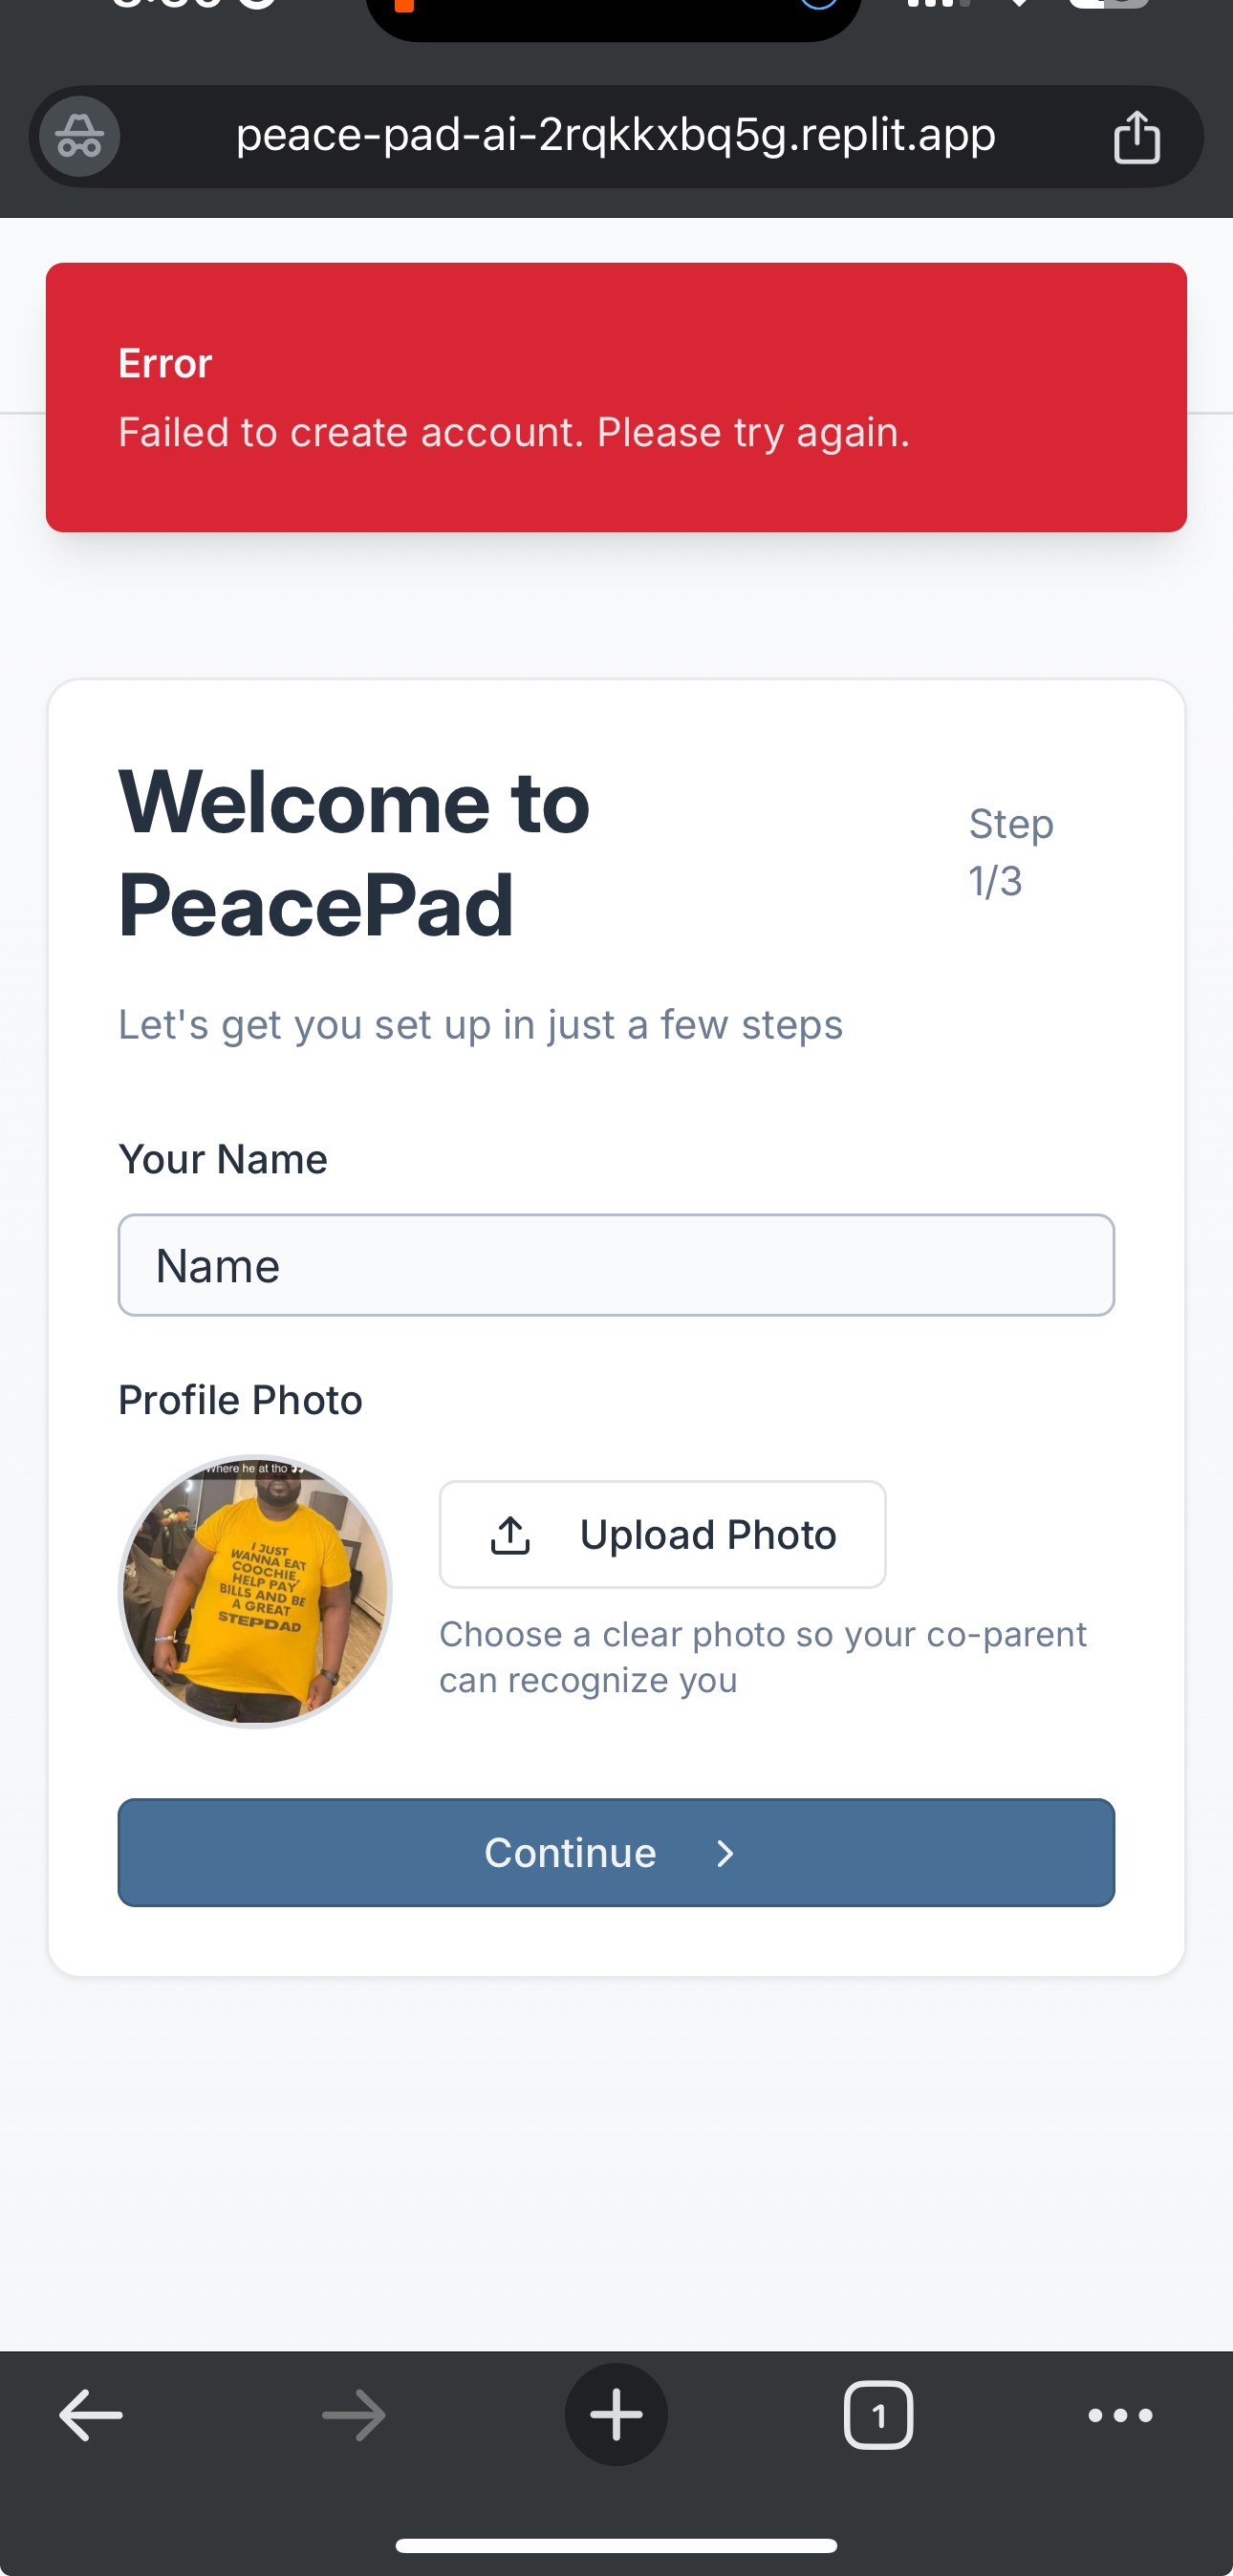 peace-pad-ai-2rqkkxbq5g.replit.app
Error
Failed to create account. Please try again.
Welcome to
PeacePad
Step
1/3
Let's get you set up in just a few steps
Your Name
Name
Profile Photo
Where he at tho 👀
I JUST
WANNA EAT
COOCHIE,
HELP PAY
BILLS AND BE
A GREAT
STEPDAD
Upload Photo
Choose a clear photo so your co-parent
can recognize you
Continue
1